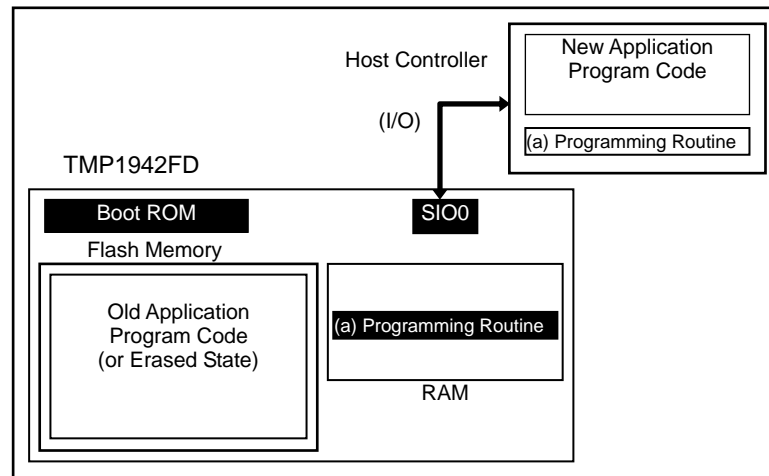 New Application
Program Code
Host Controller
(I/O)
(a) Programming Routine
TMP1942FD
Boot ROM
SIO0
Flash Memory
Old Application
Program Code
(or Erased State)
(a) Programming Routine
RAM